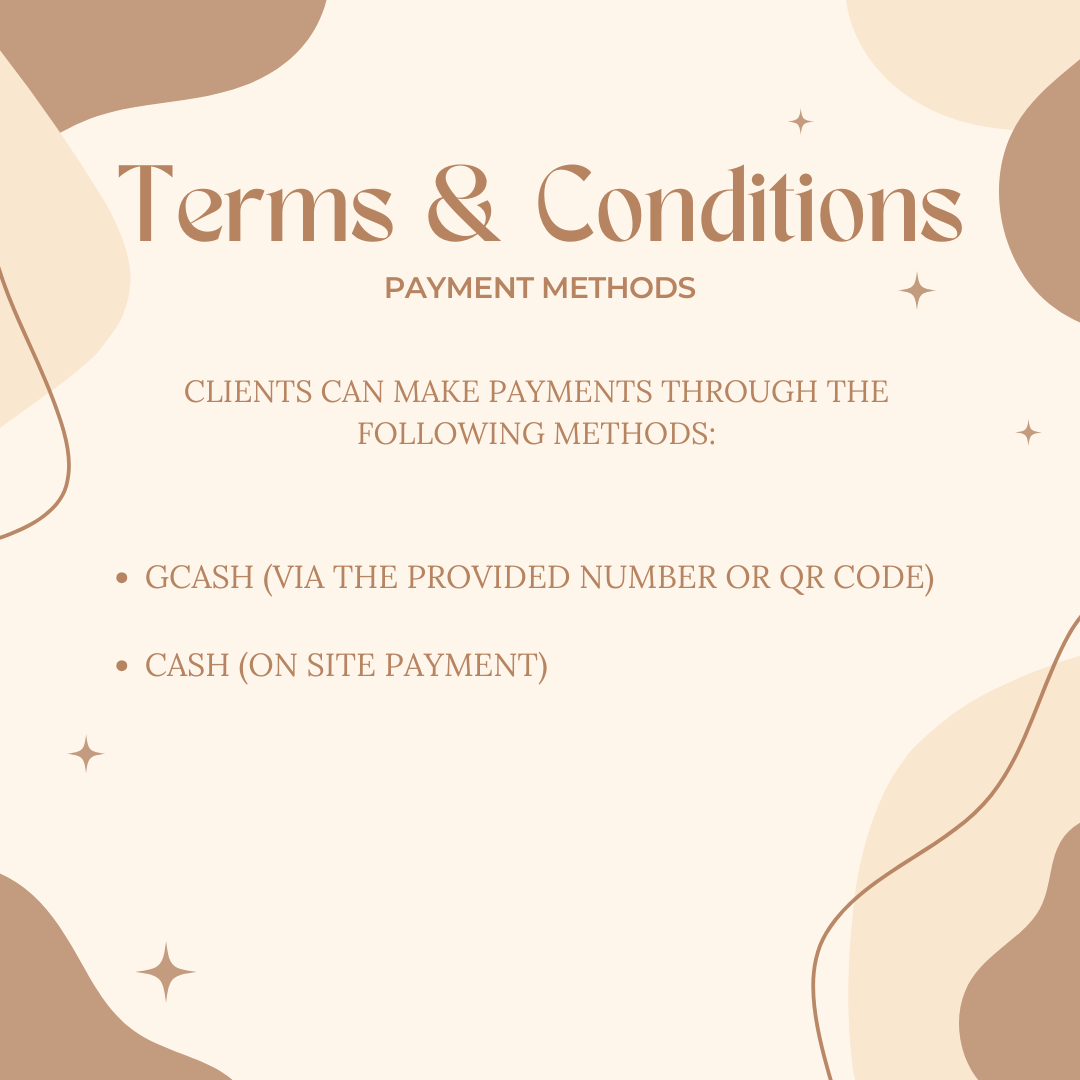 Terms & Conditions
PAYMENT METHODS
CLIENTS CAN MAKE PAYMENTS THROUGH THE
FOLLOWING METHODS:
• GCASH (VIA THE PROVIDED NUMBER OR QR CODE)
• CASH (ON SITE PAYMENT)